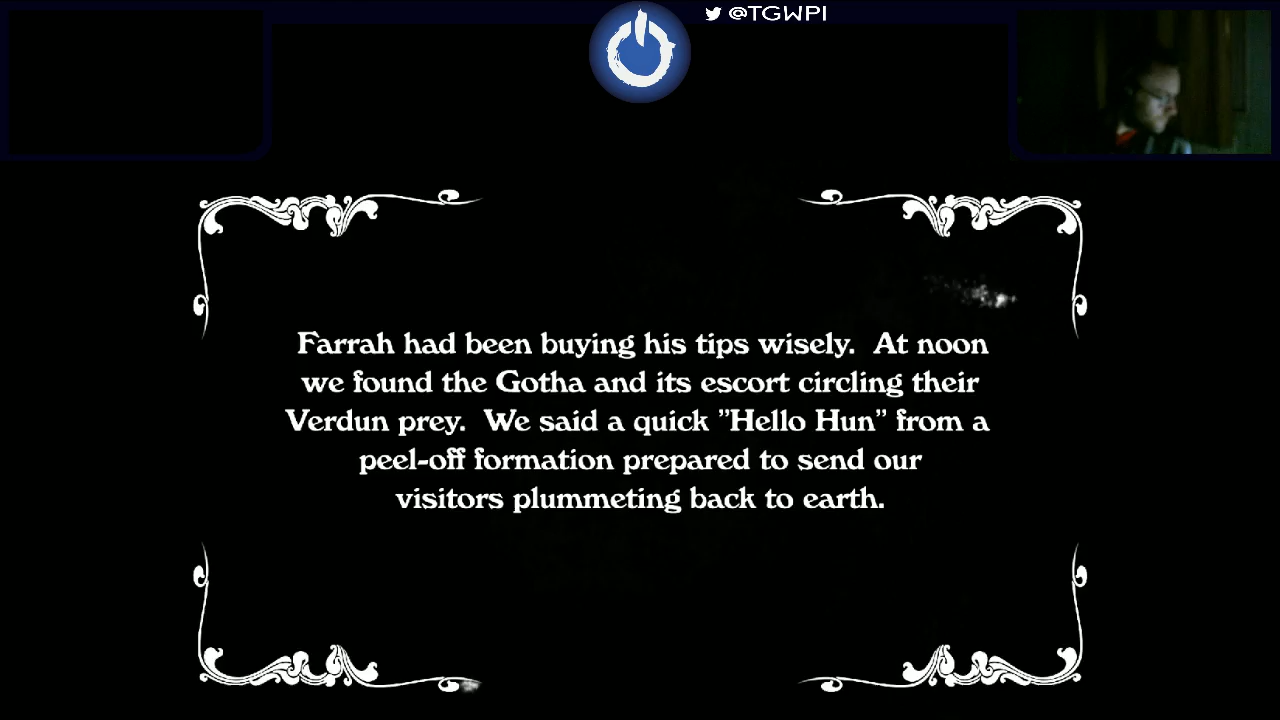 @TGWPI
Farrah had been buying his tips wisely. At noon
we found the Gotha and its escort circling their
Verdun prey. We said a quick "Hello Hun" from a
peel-off formation prepared to send our
visitors plummeting back to earth.